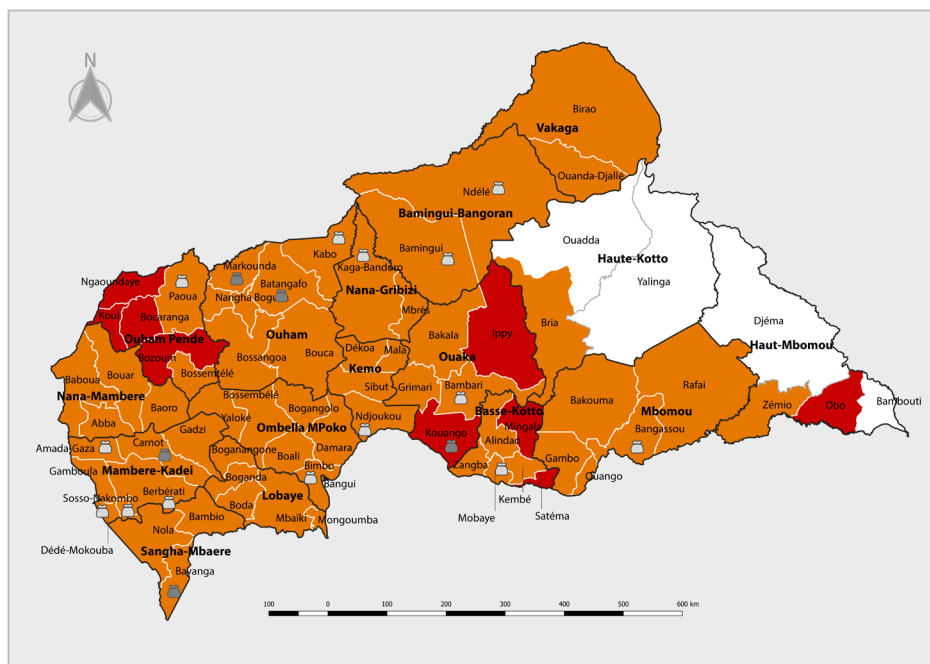 N
Birao
Vakaga
Ouanda-Djallé
Ndélé
Bamingui-Bangoran
Ouadda
Kabo
Bamingui
Haute-Kotto
Kaga-Bandoro
Markounda
Ngaoundaye
Yalinga
Batangafo
Paoua
Nana-Gribizi
Nangha Boguila
Mbrès
Koui
Bocaranga
Djéma
Bria
Ippy
Ouham
Bakala
Ouham Pende
Haut-Mbomou
Dékoa
Mala
Bouca
Bozoum
Bossangoa
Ouaka
Kemo
Bossemtélé
Bouar
Baboua
Rafai
Bambari
Sibut
Grimari
Bakouma
Bossembélé
Nana-Mambere
Bambouti
Obo
Zémio
Baoro
Bogangolo
Basse-Kotto
Mbomou
Ndjoukou
Yaloké
Abba
Mingala
Ombella MPoko
Bangassou
Gadzi
Kouango
Carnot
Alindao
Damara
Amada-Gaza
Boganangone
Boali
Gambo
Zangba
Bimbo
Mambere-Kadei
Gamboula
Ouango
Boganda
Bangui
Berbérati
Lobaye
Sosso-Nakombo
Kembé
Boda
Bambio
Mbaïki
Mongoumba
Mobaye
Satéma
Nola
Dédé-Mokouba
Sangha-Mbaere
Bayanga
100 0 100 200 300 400 500 600 km